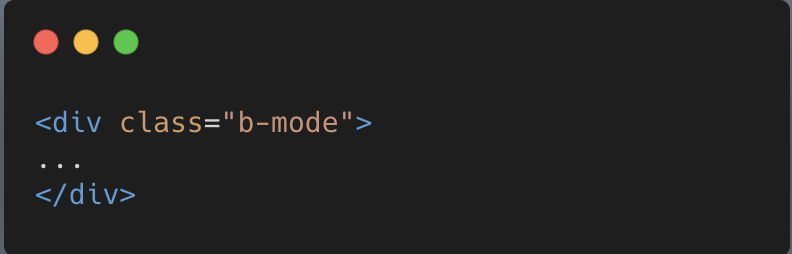 <div class="b-mode">
...
</div>